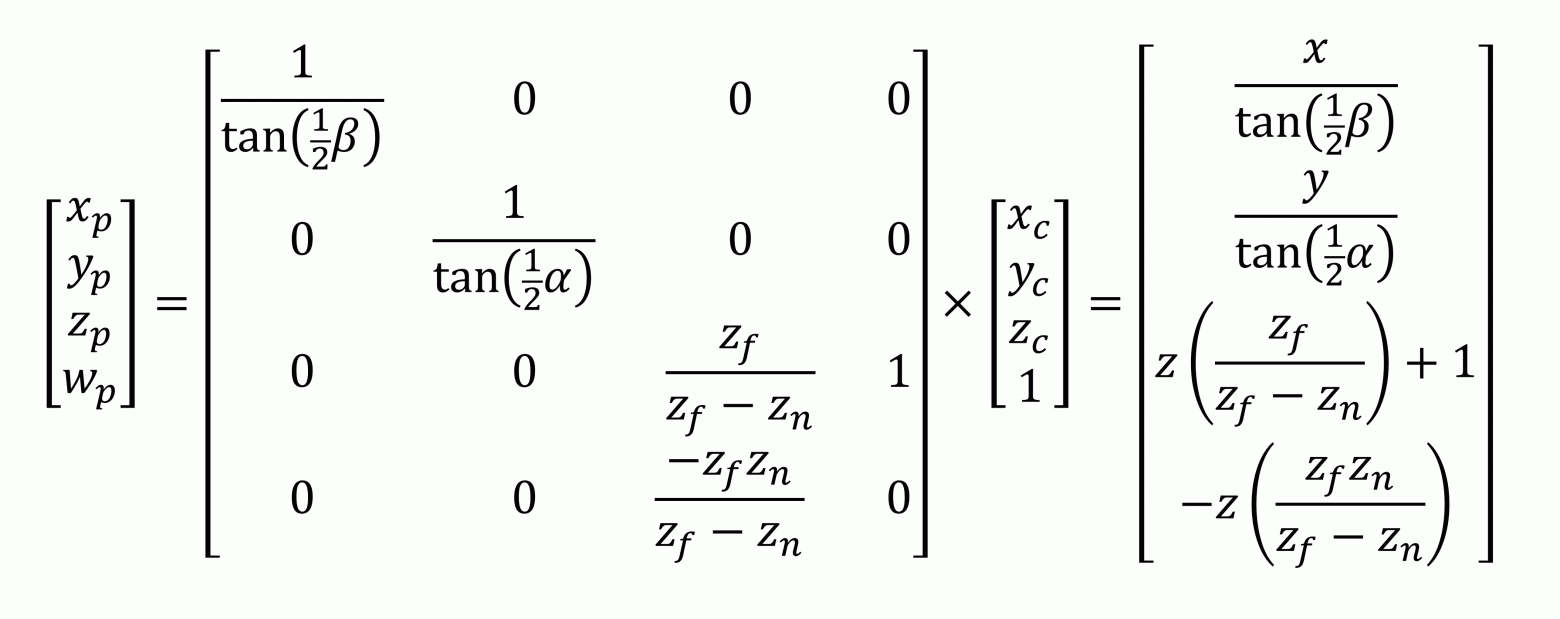 [x_p y_p z_p w_p] = [1/tan(1/2 β) 0 0 0; 0 1/tan(1/2 α) 0 0; 0 0 z_f/(z_f − z_n) 1; 0 0 −z_f z_n/(z_f − z_n) 0] × [x_c y_c z_c 1] = [x/tan(1/2 β); y/tan(1/2 α); z(z_f/(z_f − z_n)) + 1; −z(z_f z_n/(z_f − z_n))]